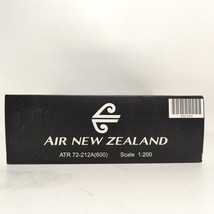 AIR NEW ZEALAND
ATR 72-212A(600) Scale 1:200